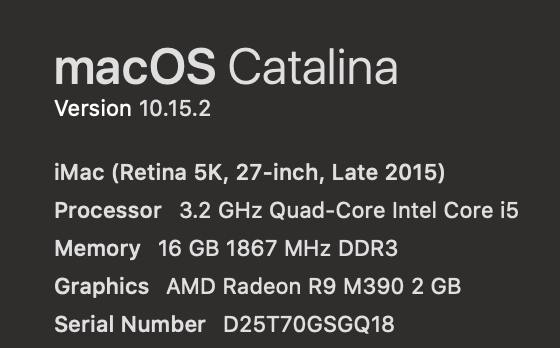 macOS Catalina
Version 10.15.2
iMac (Retina 5K, 27-inch, Late 2015)
Processor 3.2 GHz Quad-Core Intel Core i5
Memory 16 GB 1867 MHz DDR3
Graphics AMD Radeon R9 M390 2 GB
Serial Number D25T70GSGQ18